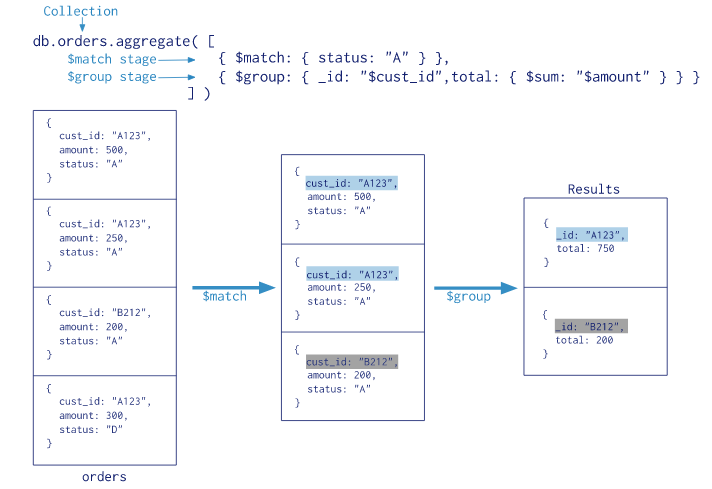 Collection
db.orders.aggregate( [
$match stage { $match: { status: "A" } },
$group stage { $group: { _id: "$cust_id",total: { $sum: "$amount" } } }
] )
{
cust_id: "A123",
amount: 500,
status: "A"
}
{
cust_id: "A123",
amount: 250,
status: "A"
}
{
cust_id: "B212",
amount: 200,
status: "A"
}
{
cust_id: "A123",
amount: 300,
status: "D"
}
orders
$match
{
cust_id: "A123",
amount: 500,
status: "A"
}
{
cust_id: "A123",
amount: 250,
status: "A"
}
{
cust_id: "B212",
amount: 200,
status: "A"
}
$group
Results
{
_id: "A123",
total: 750
}
{
_id: "B212",
total: 200
}